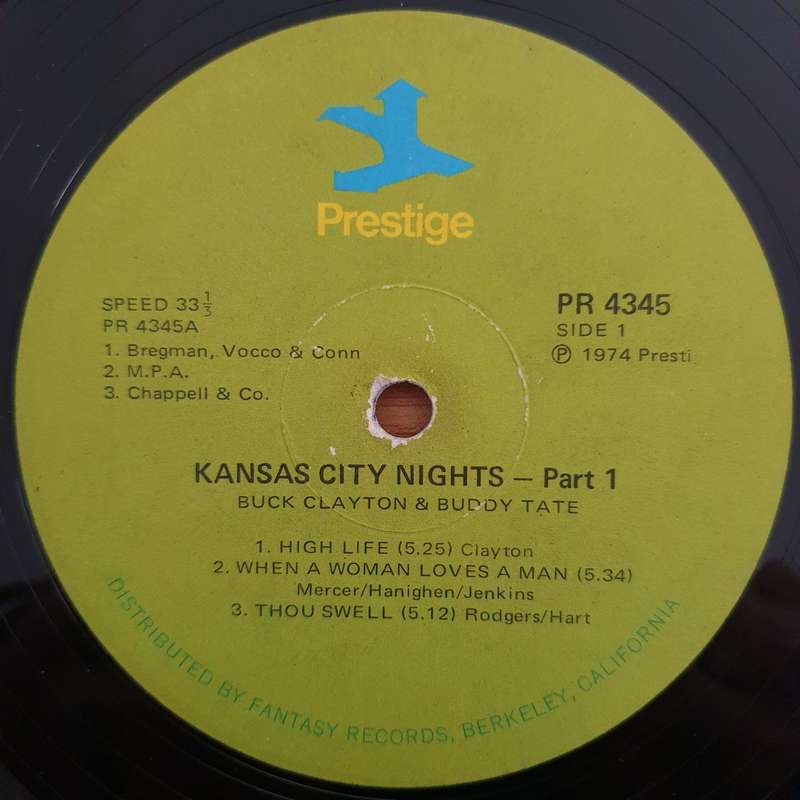 Prestige
SPEED 33 1/3
PR 4345A
1. Bregman, Vocco & Conn
2. M.P.A.
3. Chappell & Co.
PR 4345
SIDE 1
℗ 1974 Presti
KANSAS CITY NIGHTS – Part 1
BUCK CLAYTON & BUDDY TATE
1. HIGH LIFE (5.25) Clayton
2. WHEN A WOMAN LOVES A MAN (5.34)
Mercer/Hanighen/Jenkins
3. THOU SWELL (5.12) Rodgers/Hart
DISTRIBUTED BY FANTASY RECORDS, BERKELEY, CALIFORNIA